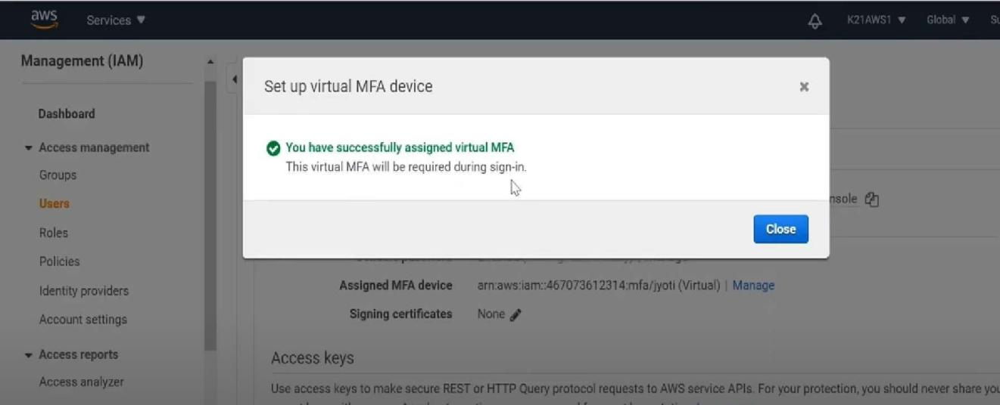 aws Services ▼ K21AWS1 ▼ Global ▼
Management (IAM)
Dashboard
Access management
Groups
Users
Roles
Policies
Identity providers
Account settings
Access reports
Access analyzer
Set up virtual MFA device
You have successfully assigned virtual MFA
This virtual MFA will be required during sign-in.
Close
Assigned MFA device arn:aws:iam::467073612314:mfa/jyoti (Virtual) | Manage
Signing certificates None
Access keys
Use access keys to make secure REST or HTTP Query protocol requests to AWS service APIs. For your protection, you should never share